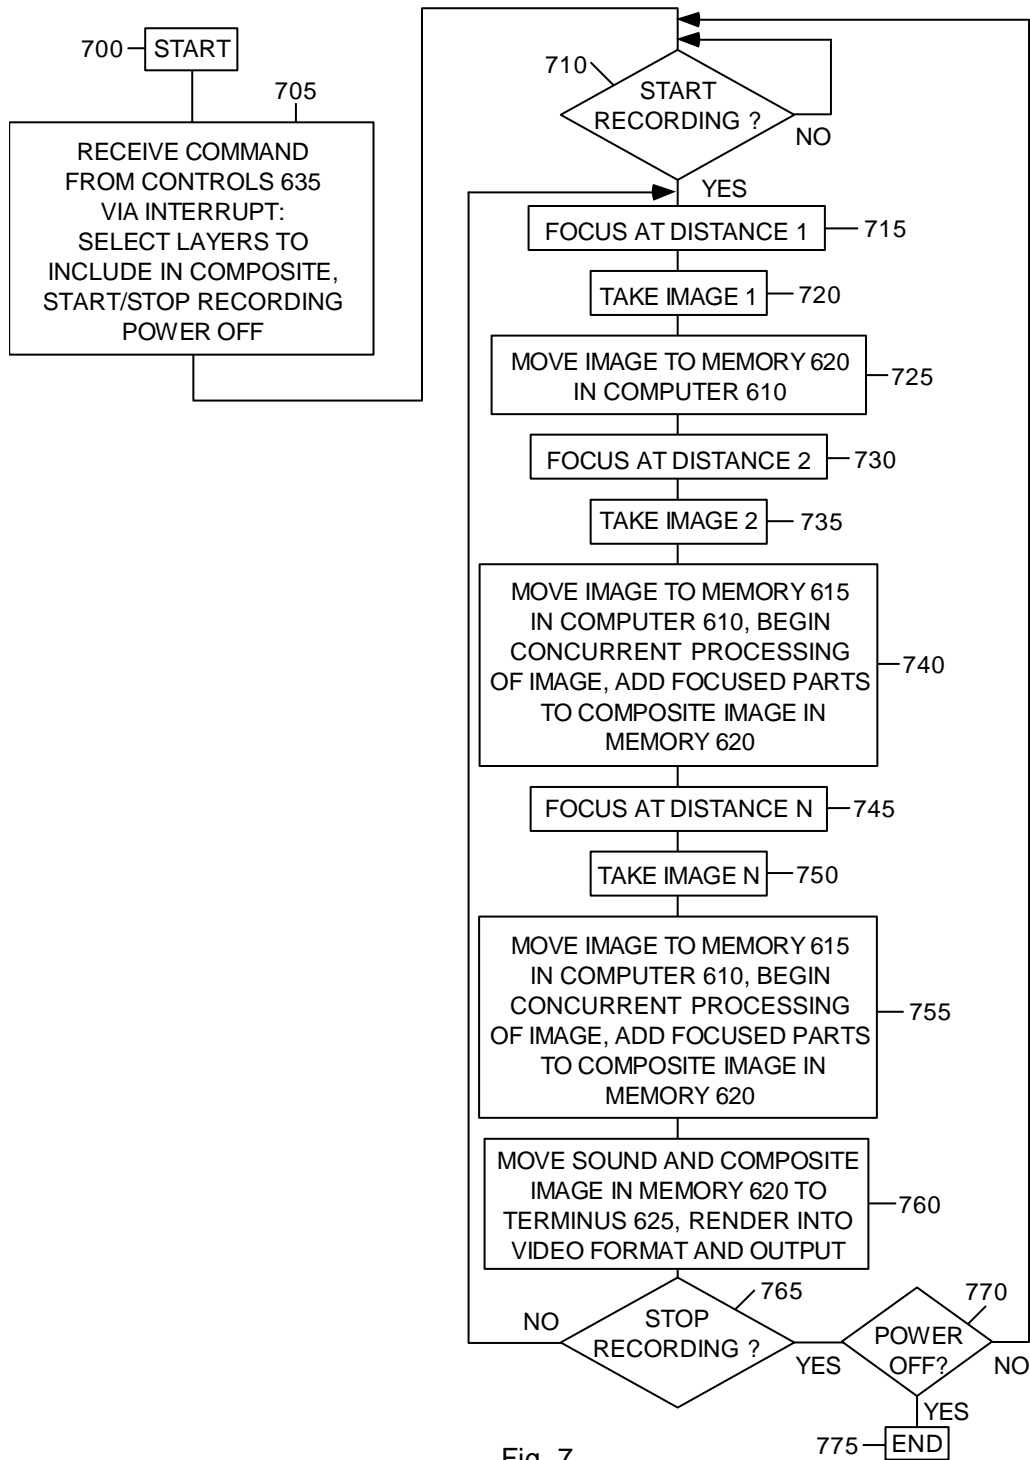 700
START
705
RECEIVE COMMAND
FROM CONTROLS 635
VIA INTERRUPT:
SELECT LAYERS TO
INCLUDE IN COMPOSITE,
START/STOP RECORDING
POWER OFF
710
START
RECORDING ?
NO
YES
FOCUS AT DISTANCE 1
715
TAKE IMAGE 1
720
MOVE IMAGE TO MEMORY 620
IN COMPUTER 610
725
FOCUS AT DISTANCE 2
730
TAKE IMAGE 2
735
MOVE IMAGE TO MEMORY 615
IN COMPUTER 610, BEGIN
CONCURRENT PROCESSING
OF IMAGE, ADD FOCUSED PARTS
TO COMPOSITE IMAGE IN
MEMORY 620
740
FOCUS AT DISTANCE N
745
TAKE IMAGE N
750
MOVE IMAGE TO MEMORY 615
IN COMPUTER 610, BEGIN
CONCURRENT PROCESSING
OF IMAGE, ADD FOCUSED PARTS
TO COMPOSITE IMAGE IN
MEMORY 620
755
MOVE SOUND AND COMPOSITE
IMAGE IN MEMORY 620 TO
TERMINUS 625, RENDER INTO
VIDEO FORMAT AND OUTPUT
760
765
STOP
RECORDING ?
NO
YES
770
POWER
OFF?
NO
YES
775
END
Fig. 7